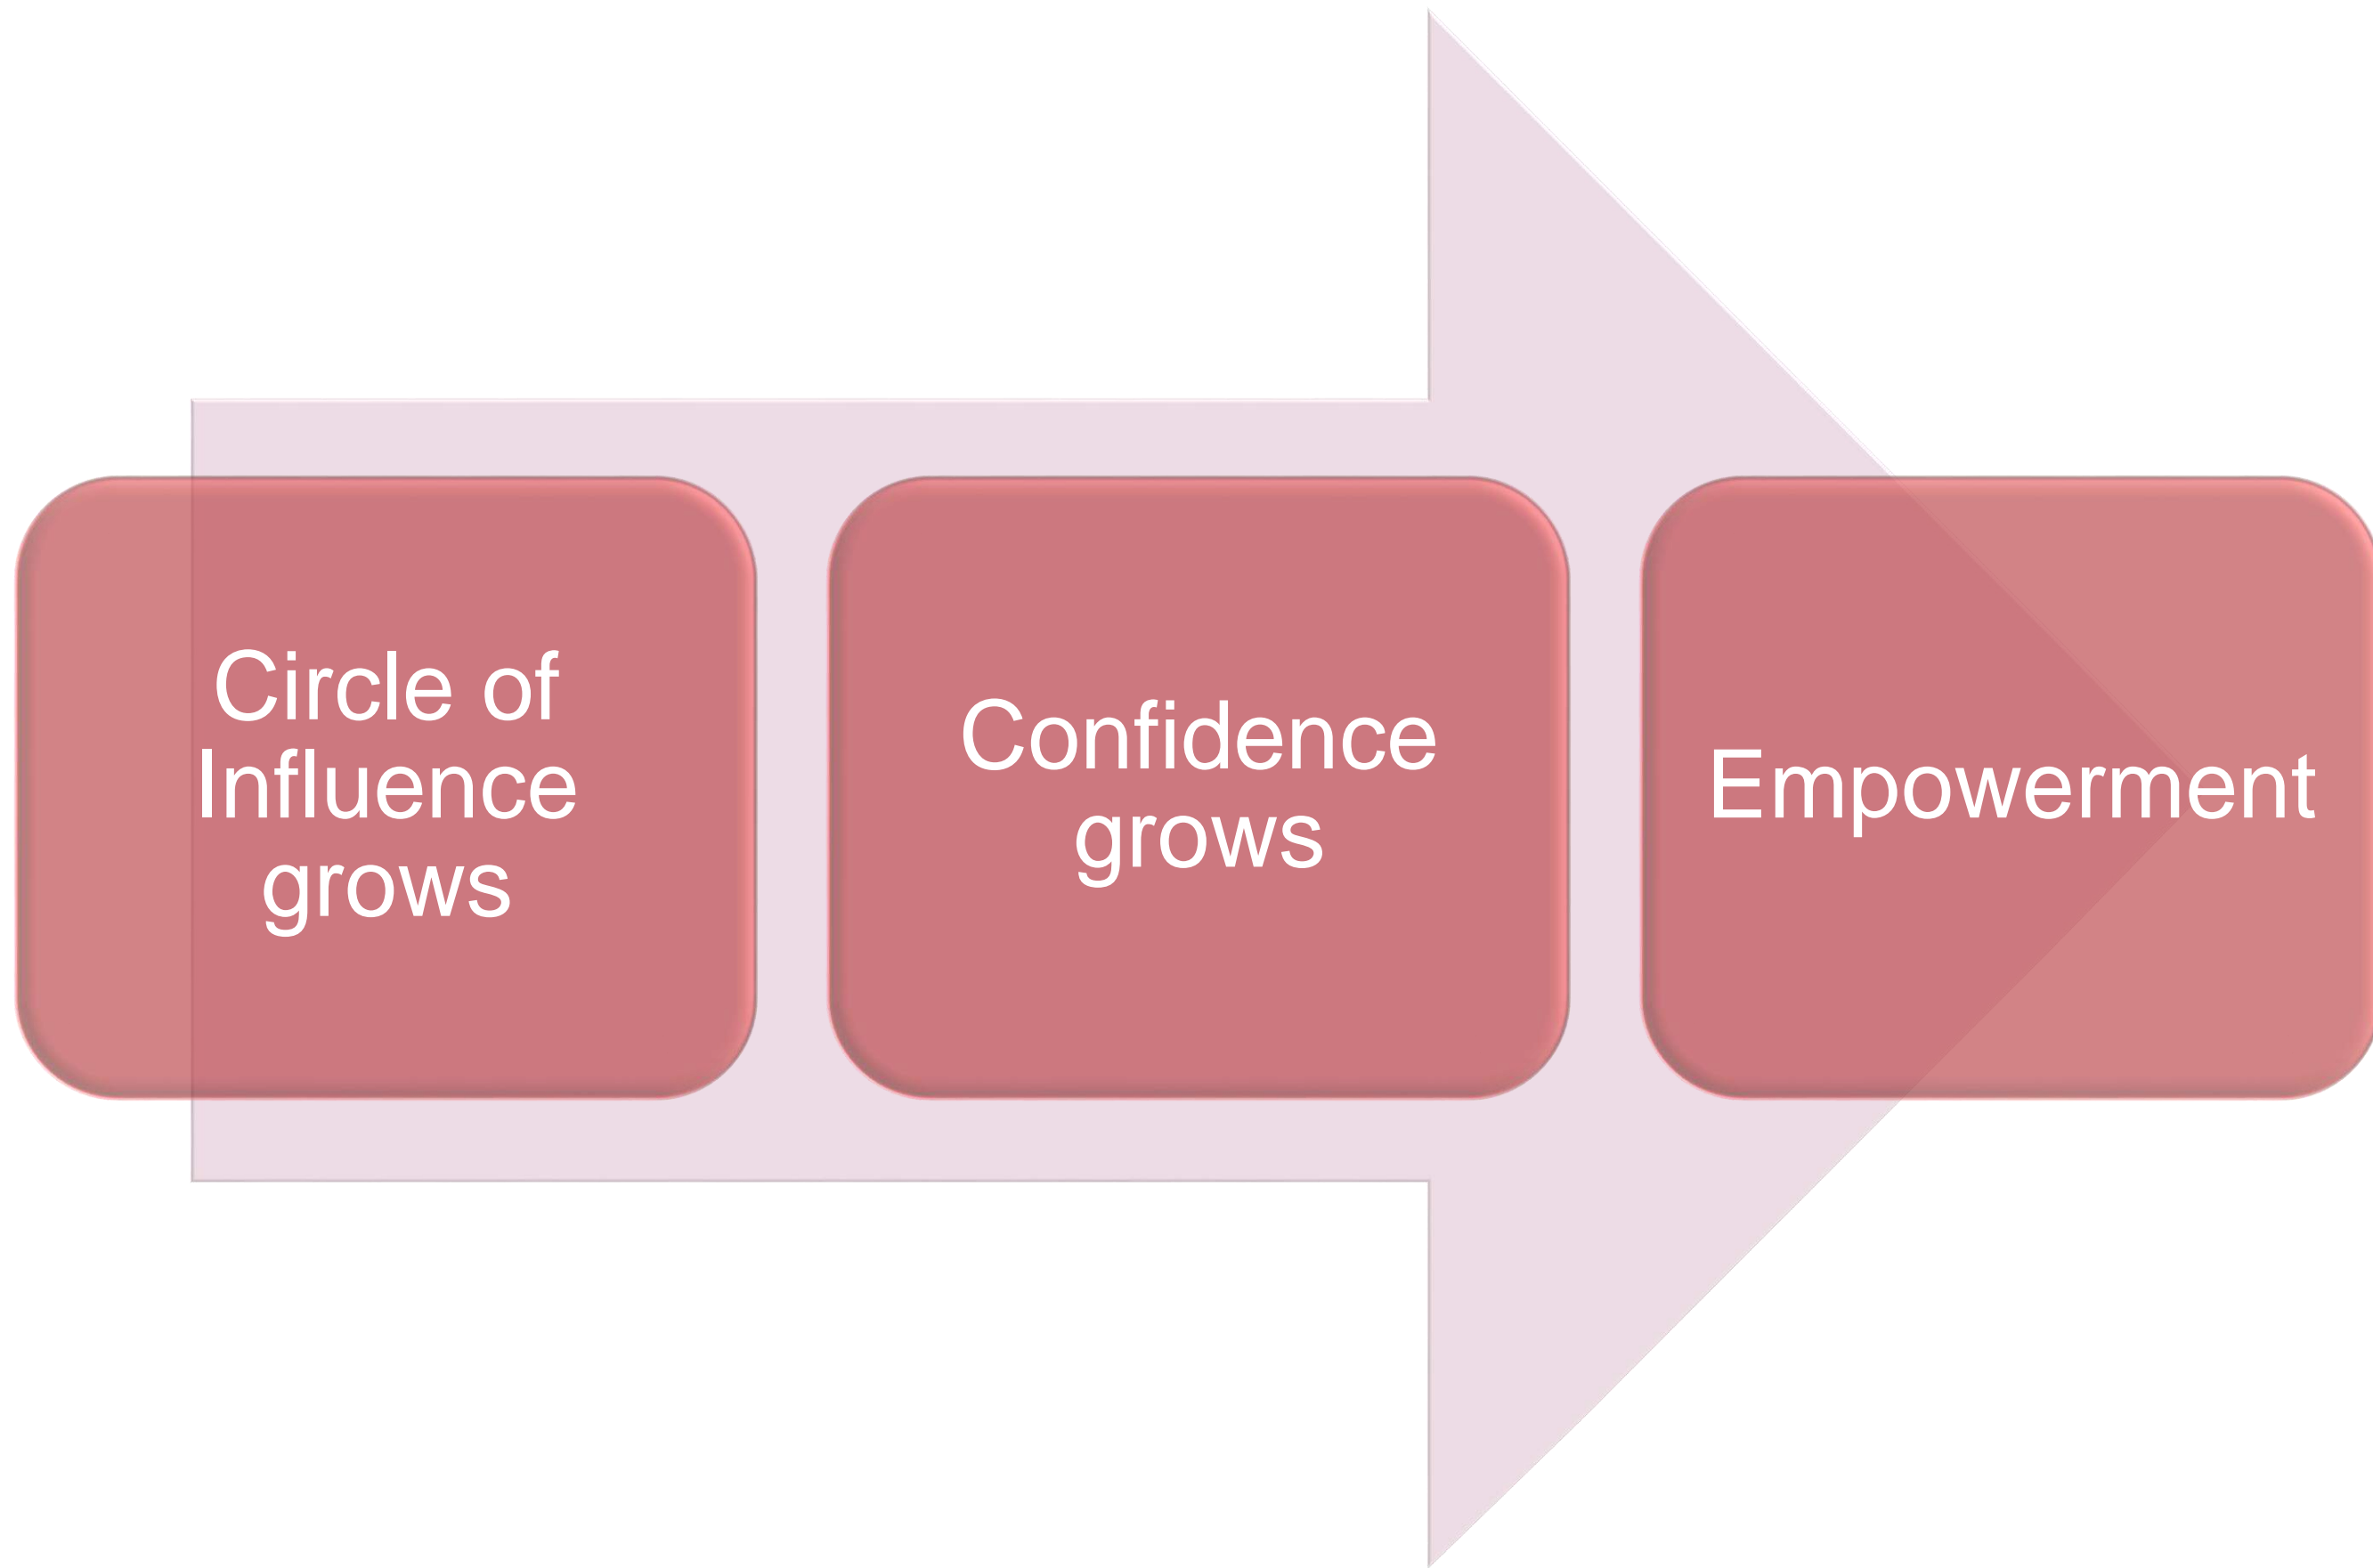 Circle of
Influence
grows
Confidence
grows
Empowerment